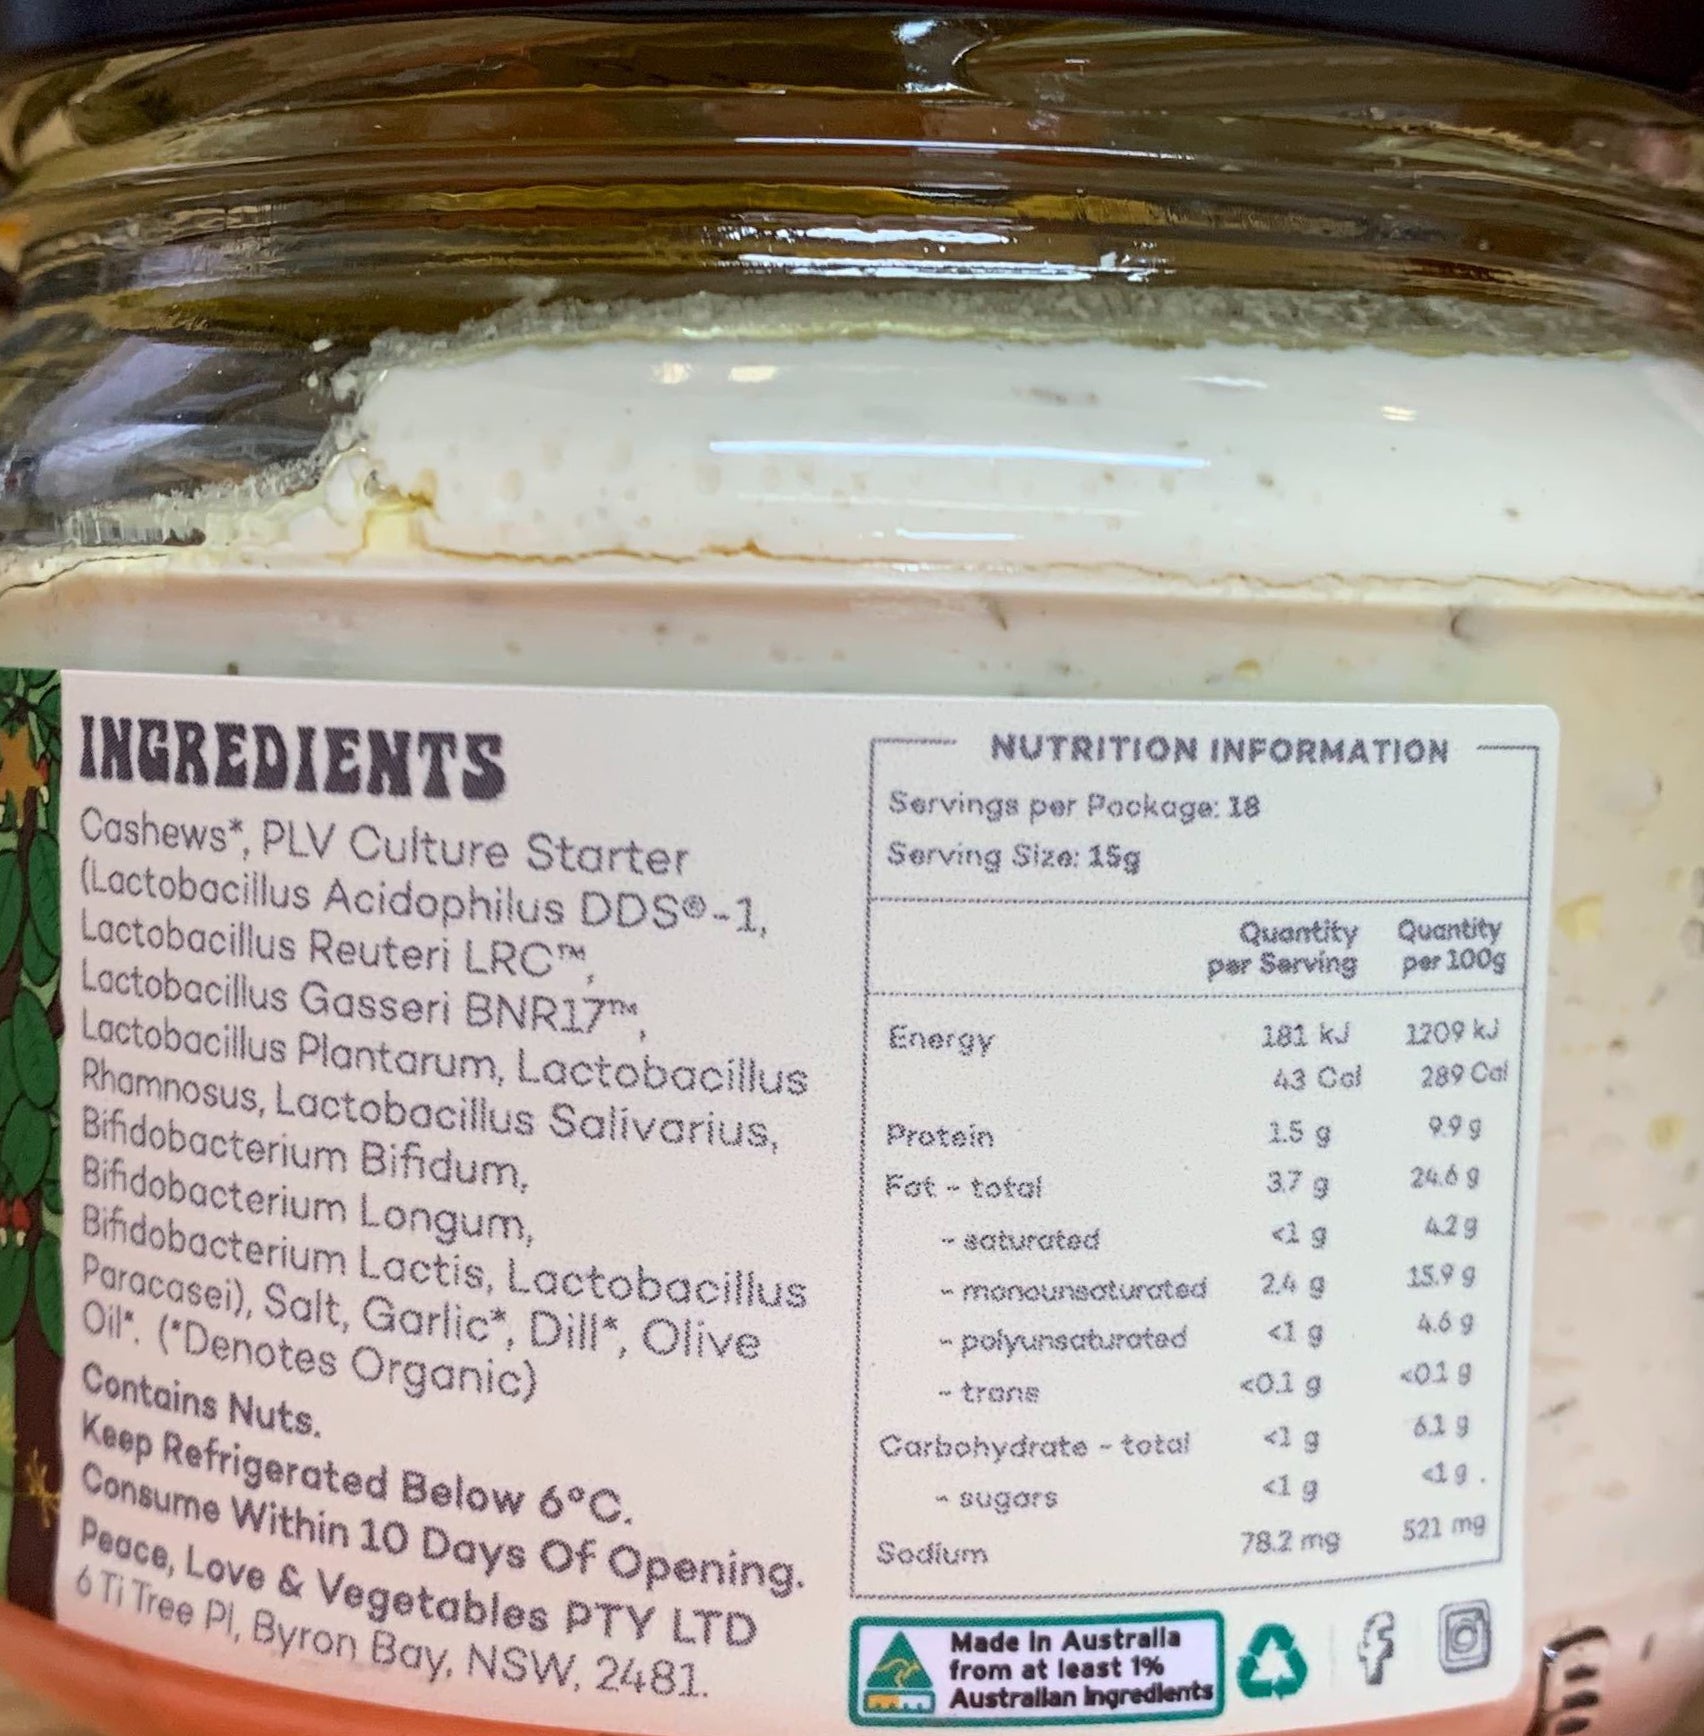 INGREDIENTS
Cashews*, PLV Culture Starter
(Lactobacillus Acidophilus DDS®-1,
Lactobacillus Reuteri LRC™,
Lactobacillus Gasseri BNR17™,
Lactobacillus Plantarum, Lactobacillus
Rhamnosus, Lactobacillus Salivarius,
Bifidobacterium Bifidum,
Bifidobacterium Longum,
Bifidobacterium Lactis, Lactobacillus
Paracasei), Salt, Garlic*, Dill*, Olive
Oil*. (*Denotes Organic)
Contains Nuts.
Keep Refrigerated Below 6°C.
Consume Within 10 Days Of Opening.
Peace, Love & Vegetables PTY LTD
6 Ti Tree Pl, Byron Bay, NSW, 2481.
NUTRITION INFORMATION
Servings per Package: 18
Serving Size: 15g
Quantity per Serving Quantity per 100g
Energy 181 kJ 1209 kJ
43 Cal 289 Cal
Protein 1.5 g 9.9 g
Fat - total 3.7 g 24.6 g
- saturated <1 g 4.2 g
- monounsaturated 2.4 g 15.9 g
- polyunsaturated <1 g 4.6 g
- trans <0.1 g <0.1 g
Carbohydrate - total <1 g 6.1 g
- sugars <1 g <1 g.
Sodium 78.2 mg 521 mg
Made in Australia
from at least 1%
Australian ingredients